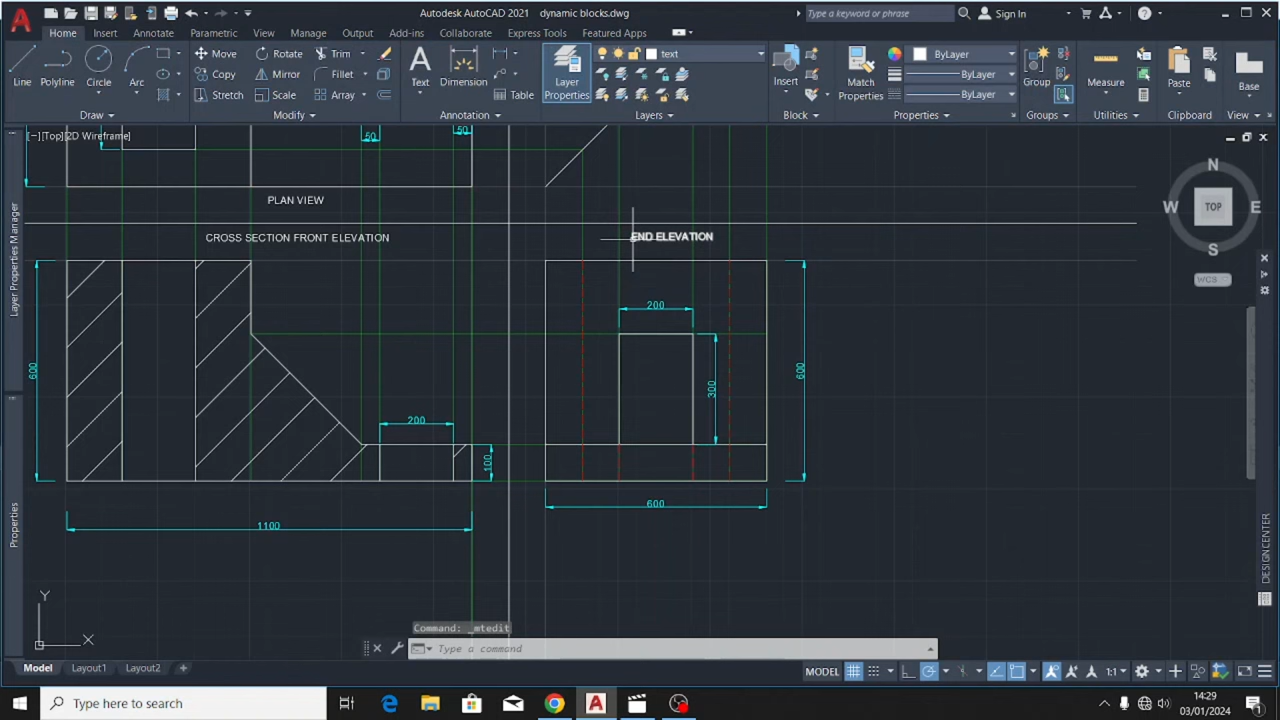 Autodesk AutoCAD 2021 dynamic blocks.dwg
Type a keyword or phrase
Sign In
Home Insert Annotate Parametric View Manage Output Add-ins Collaborate Express Tools Featured Apps
Line
Polyline
Circle
Arc
Move
Rotate
Trim
Copy
Mirror
Fillet
Stretch
Scale
Array
Text
Dimension
Table
Layer
Properties
text
Insert
Match
Properties
ByLayer
ByLayer
ByLayer
Group
Measure
Paste
Base
Draw
Modify
Annotation
Layers
Block
Properties
Groups
Utilities
Clipboard
View
[−][Top][2D Wireframe]
50
50
PLAN VIEW
CROSS SECTION FRONT ELEVATION
END ELEVATION
N
W
TOP
E
S
WCS
Layer Properties Manager
Properties
DESIGN CENTER
600
200
100
1100
200
300
600
600
Y
X
Command: _mtedit
Type a command
Model Layout1 Layout2 +
MODEL
1:1
Type here to search
14:29
03/01/2024
1